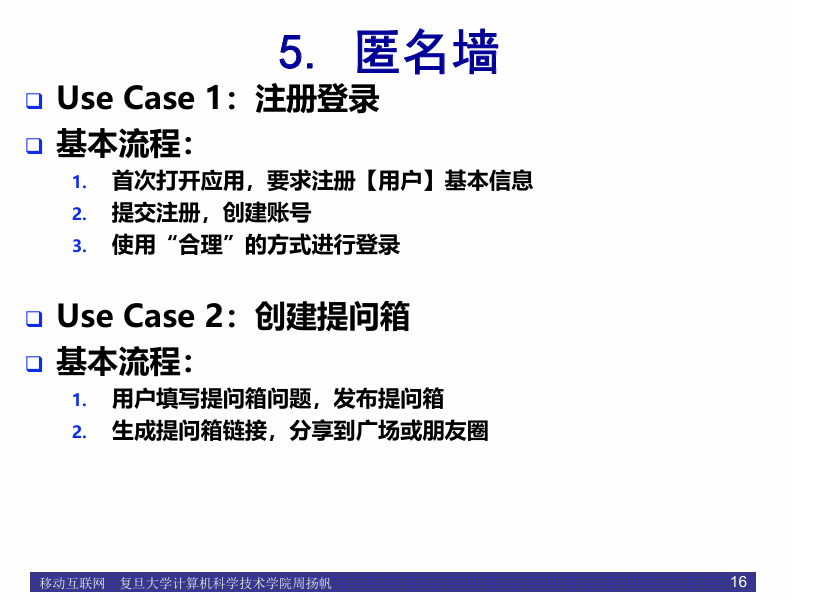 5. 匿名墙
Use Case 1：注册登录
基本流程：
1. 首次打开应用，要求注册【用户】基本信息
2. 提交注册，创建账号
3. 使用“合理”的方式进行登录
Use Case 2：创建提问箱
基本流程：
1. 用户填写提问箱问题，发布提问箱
2. 生成提问箱链接，分享到广场或朋友圈
移动互联网 复旦大学计算机科学技术学院周扬帆 16